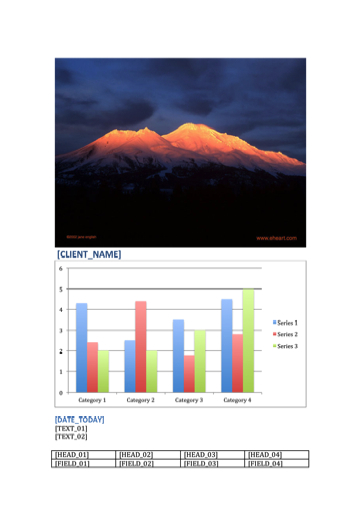 www.sheart.com
[CLIENT_NAME]
6
5
4
3
2
1
0
Category 1 Category 2 Category 3 Category 4
Series 1
Series 2
Series 3
[DATE_TODAY]
[TEXT_01]
[TEXT_02]
[HEAD_01] [HEAD_02] [HEAD_03] [HEAD_04]
[FIELD_01] [FIELD_02] [FIELD_03] [FIELD_04]